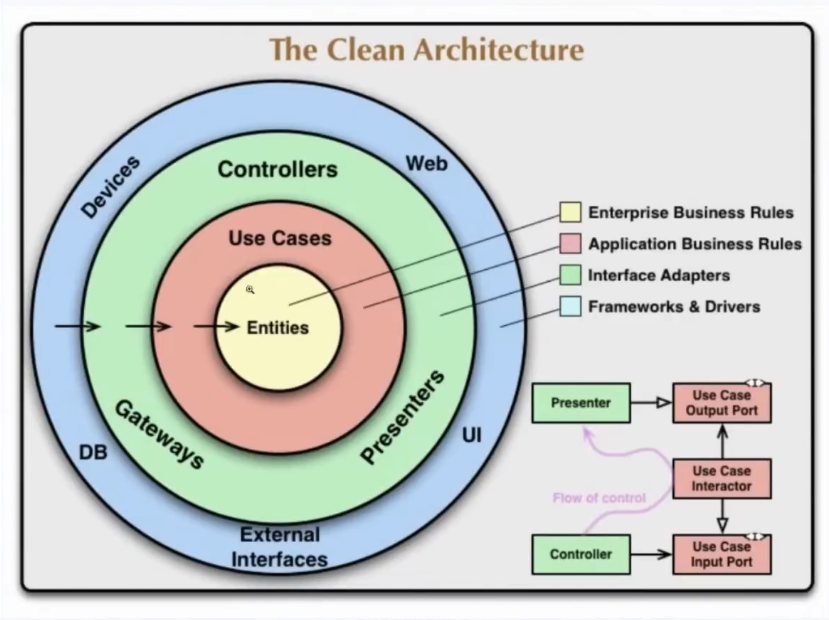 The Clean Architecture
Devices
Controllers
Web
Use Cases
Entities
Gateways
Presenters
DB
UI
External
Interfaces
Enterprise Business Rules
Application Business Rules
Interface Adapters
Frameworks & Drivers
Presenter
Use Case
Output Port
Flow of control
Use Case
Interactor
Controller
Use Case
Input Port